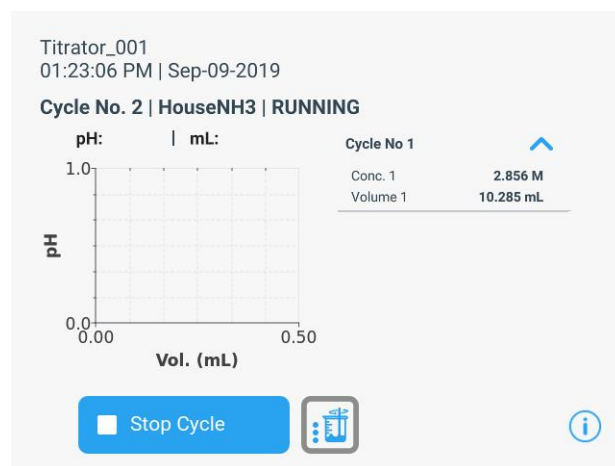 Titrator_001
01:23:06 PM | Sep-09-2019
Cycle No. 2 | HouseNH3 | RUNNING
pH: | mL:
1.0
pH
0.0
0.00 0.50
Vol. (mL)
Cycle No 1
Conc. 1 2.856 M
Volume 1 10.285 mL
Stop Cycle
i